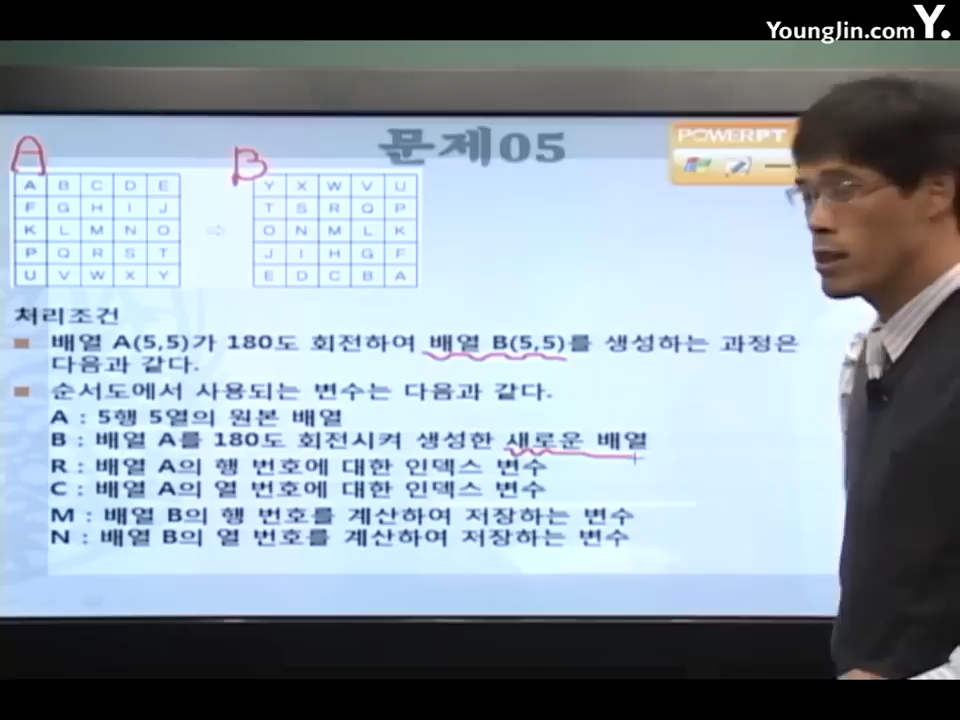 YoungJin.com Y.
문제05
POWERPT
A
B
A B C D E
F G H I J
K L M N O
P Q R S T
U V W X Y
⇨
Y X W V U
T S R Q P
O N M L K
J I H G F
E D C B A
처리조건
■ 배열 A(5,5)가 180도 회전하여 배열 B(5,5)를 생성하는 과정은
다음과 같다.
■ 순서도에서 사용되는 변수는 다음과 같다.
A : 5행 5열의 원본 배열
B : 배열 A를 180도 회전시켜 생성한 새로운 배열
R : 배열 A의 행 번호에 대한 인덱스 변수
C : 배열 A의 열 번호에 대한 인덱스 변수
M : 배열 B의 행 번호를 계산하여 저장하는 변수
N : 배열 B의 열 번호를 계산하여 저장하는 변수